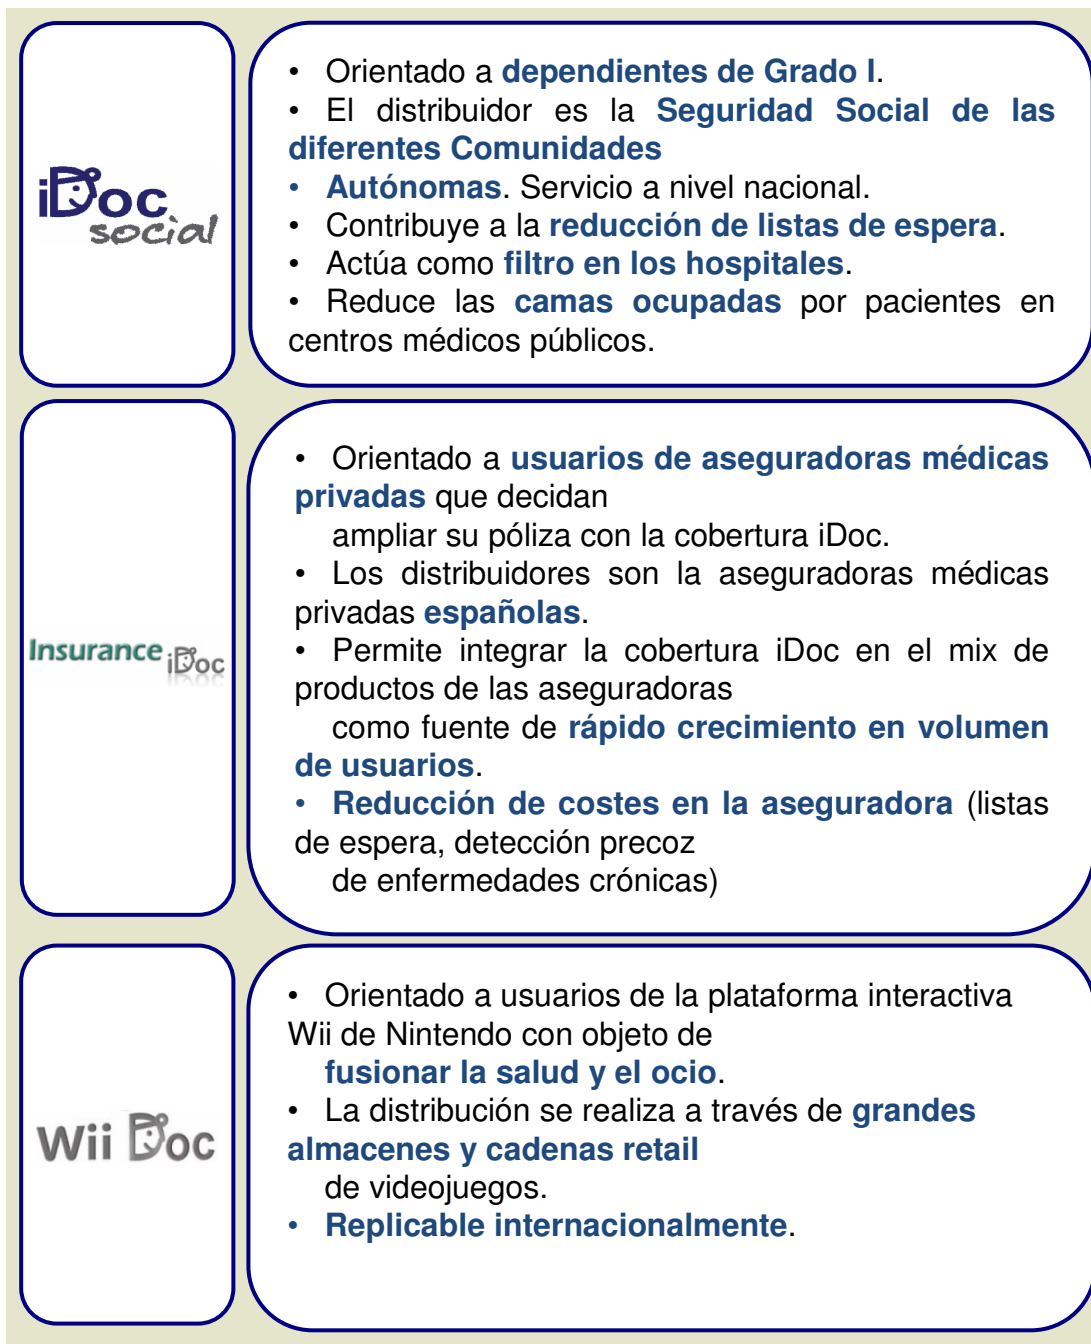 iDoc
social
• Orientado a dependientes de Grado I.
• El distribuidor es la Seguridad Social de las
diferentes Comunidades
• Autónomas. Servicio a nivel nacional.
• Contribuye a la reducción de listas de espera.
• Actúa como filtro en los hospitales.
• Reduce las camas ocupadas por pacientes en
centros médicos públicos.
Insurance iDoc
• Orientado a usuarios de aseguradoras médicas
privadas que decidan
ampliar su póliza con la cobertura iDoc.
• Los distribuidores son la aseguradoras médicas
privadas españolas.
• Permite integrar la cobertura iDoc en el mix de
productos de las aseguradoras
como fuente de rápido crecimiento en volumen
de usuarios.
• Reducción de costes en la aseguradora (listas
de espera, detección precoz
de enfermedades crónicas)
Wii Doc
• Orientado a usuarios de la plataforma interactiva
Wii de Nintendo con objeto de
fusionar la salud y el ocio.
• La distribución se realiza a través de grandes
almacenes y cadenas retail
de videojuegos.
• Replicable internacionalmente.